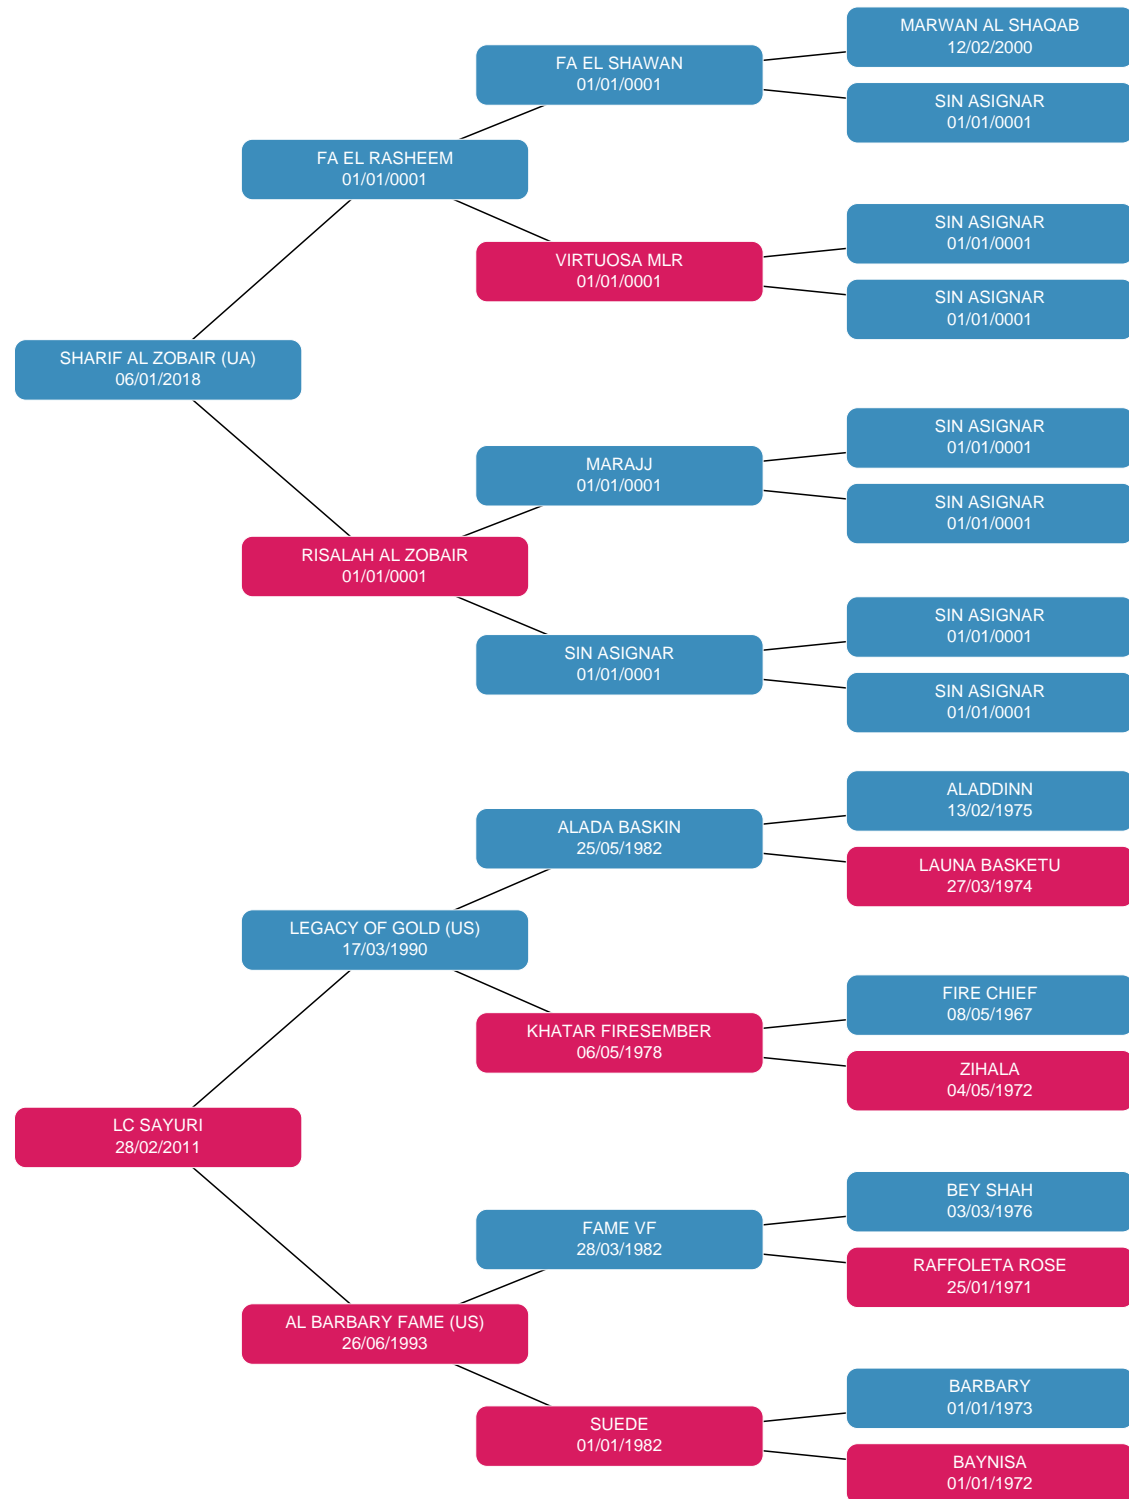 MARWAN AL SHAQAB
12/02/2000
FA EL SHAWAN
01/01/0001
SIN ASIGNAR
01/01/0001
FA EL RASHEEM
01/01/0001
SIN ASIGNAR
01/01/0001
VIRTUOSA MLR
01/01/0001
SIN ASIGNAR
01/01/0001
SHARIF AL ZOBAIR (UA)
06/01/2018
SIN ASIGNAR
01/01/0001
MARAJJ
01/01/0001
SIN ASIGNAR
01/01/0001
RISALAH AL ZOBAIR
01/01/0001
SIN ASIGNAR
01/01/0001
SIN ASIGNAR
01/01/0001
SIN ASIGNAR
01/01/0001
ALADDINN
13/02/1975
ALADA BASKIN
25/05/1982
LAUNA BASKETU
27/03/1974
LEGACY OF GOLD (US)
17/03/1990
FIRE CHIEF
08/05/1967
KHATAR FIRESEMBER
06/05/1978
ZIHALA
04/05/1972
LC SAYURI
28/02/2011
BEY SHAH
03/03/1976
FAME VF
28/03/1982
RAFFOLETA ROSE
25/01/1971
AL BARBARY FAME (US)
26/06/1993
BARBARY
01/01/1973
SUEDE
01/01/1982
BAYNISA
01/01/1972